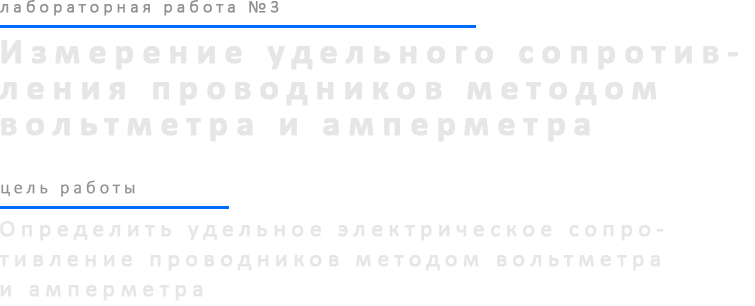 лабораторная работа №3
Измерение удельного сопротив-
ления проводников методом
вольтметра и амперметра
цель работы
Определить удельное электрическое сопро-
тивление проводников методом вольтметра
и амперметра